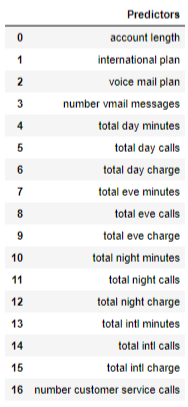 Predictors
0 account length
1 international plan
2 voice mail plan
3 number vmail messages
4 total day minutes
5 total day calls
6 total day charge
7 total eve minutes
8 total eve calls
9 total eve charge
10 total night minutes
11 total night calls
12 total night charge
13 total intl minutes
14 total intl calls
15 total intl charge
16 number customer service calls